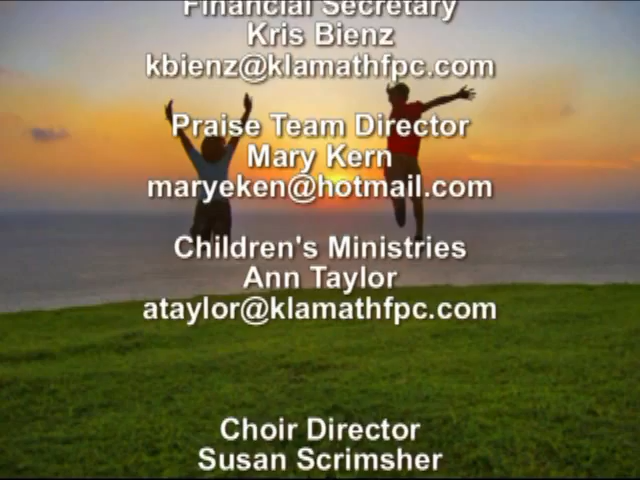 Financial Secretary
Kris Bienz
kbienz@klamathfpc.com
Praise Team Director
Mary Kern
maryeken@hotmail.com
Children's Ministries
Ann Taylor
ataylor@klamathfpc.com
Choir Director
Susan Scrimsher